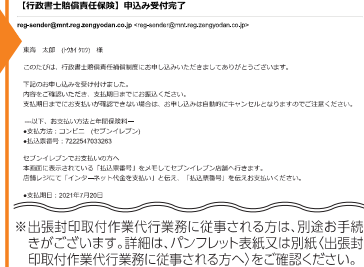 【行政書士賠償責任保険】申込み受付完了
reg-sender@mnt.reg.zengyodan.co.jp <reg-sender@mnt.reg.zengyodan.co.jp>
東海 太郎 (トウカイ タロウ) 様
このたびは、行政書士賠償責任補償制度にお申し込みいただきましてありがとうございます。
下記のお申し込みを受け付けました。
内容をご確認いただき、支払期日までにお振込ください。
支払期日までにお支払いが確認できない場合は、お申し込みは自動的にキャンセルとなりますのでご注意ください。
―以下、お支払い方法と年間保険料―
●支払方法:コンビニ (セブンイレブン)
●払込票番号:7222547033263
セブンイレブンでお支払いの方へ
本画面に表示されている「払込票番号」をメモしてセブンイレブン店舗へ行きます。
店舗レジにて「インターネット代金を支払い」と伝え、「払込票番号」を伝えお支払いください。
●支払期日:2021年7月20日
※出張封印取付作業代行業務に従事される方は、別途お手続
きがございます。詳細は、パンフレット表紙又は別紙〈出張封
印取付作業代行業務に従事される方へ〉をご確認ください。